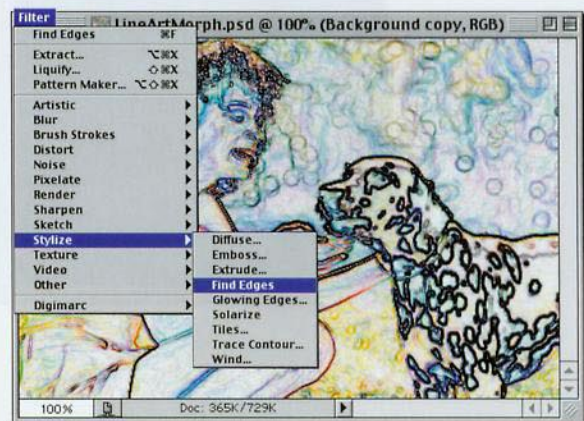 Filter
LineArtMorph.psd @ 100% (Background copy, RGB)
Find Edges ⌘F
Extract... ⌥⌘X
Liquify... ⇧⌘X
Pattern Maker... ⌥⇧⌘X
Artistic
Blur
Brush Strokes
Distort
Noise
Pixelate
Render
Sharpen
Sketch
Stylize
Texture
Video
Other
Digimarc
Diffuse...
Emboss...
Extrude...
Find Edges
Glowing Edges...
Solarize
Tiles...
Trace Contour...
Wind...
100% Doc: 365K/729K